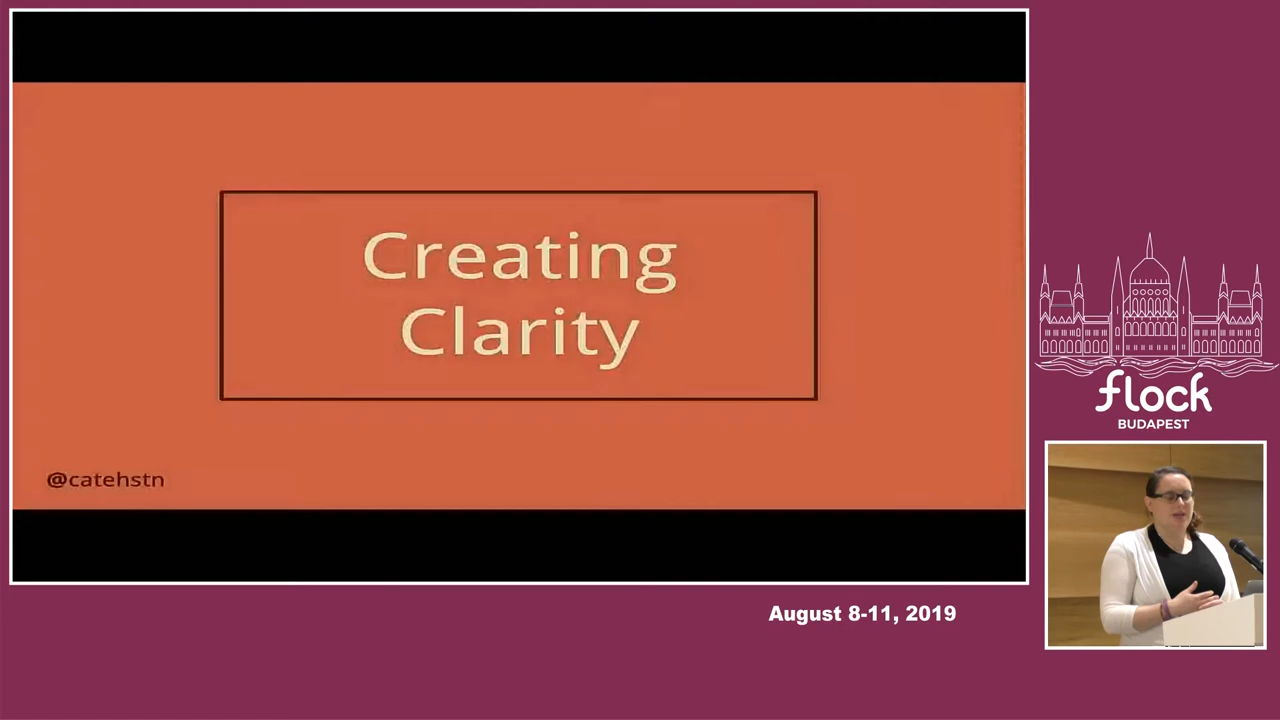 Creating
Clarity
@catehstn
flock
BUDAPEST
August 8-11, 2019